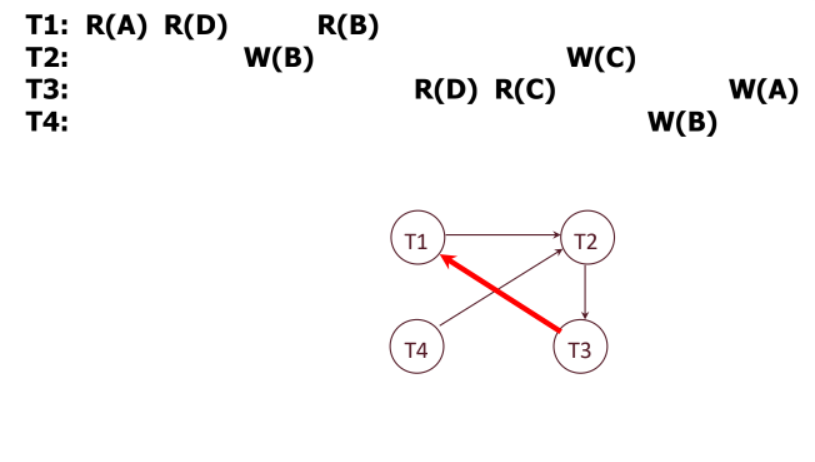 T1: R(A) R(D) R(B)
T2: W(B) W(C)
T3: R(D) R(C) W(A)
T4: W(B)
T1 T2
T4 T3